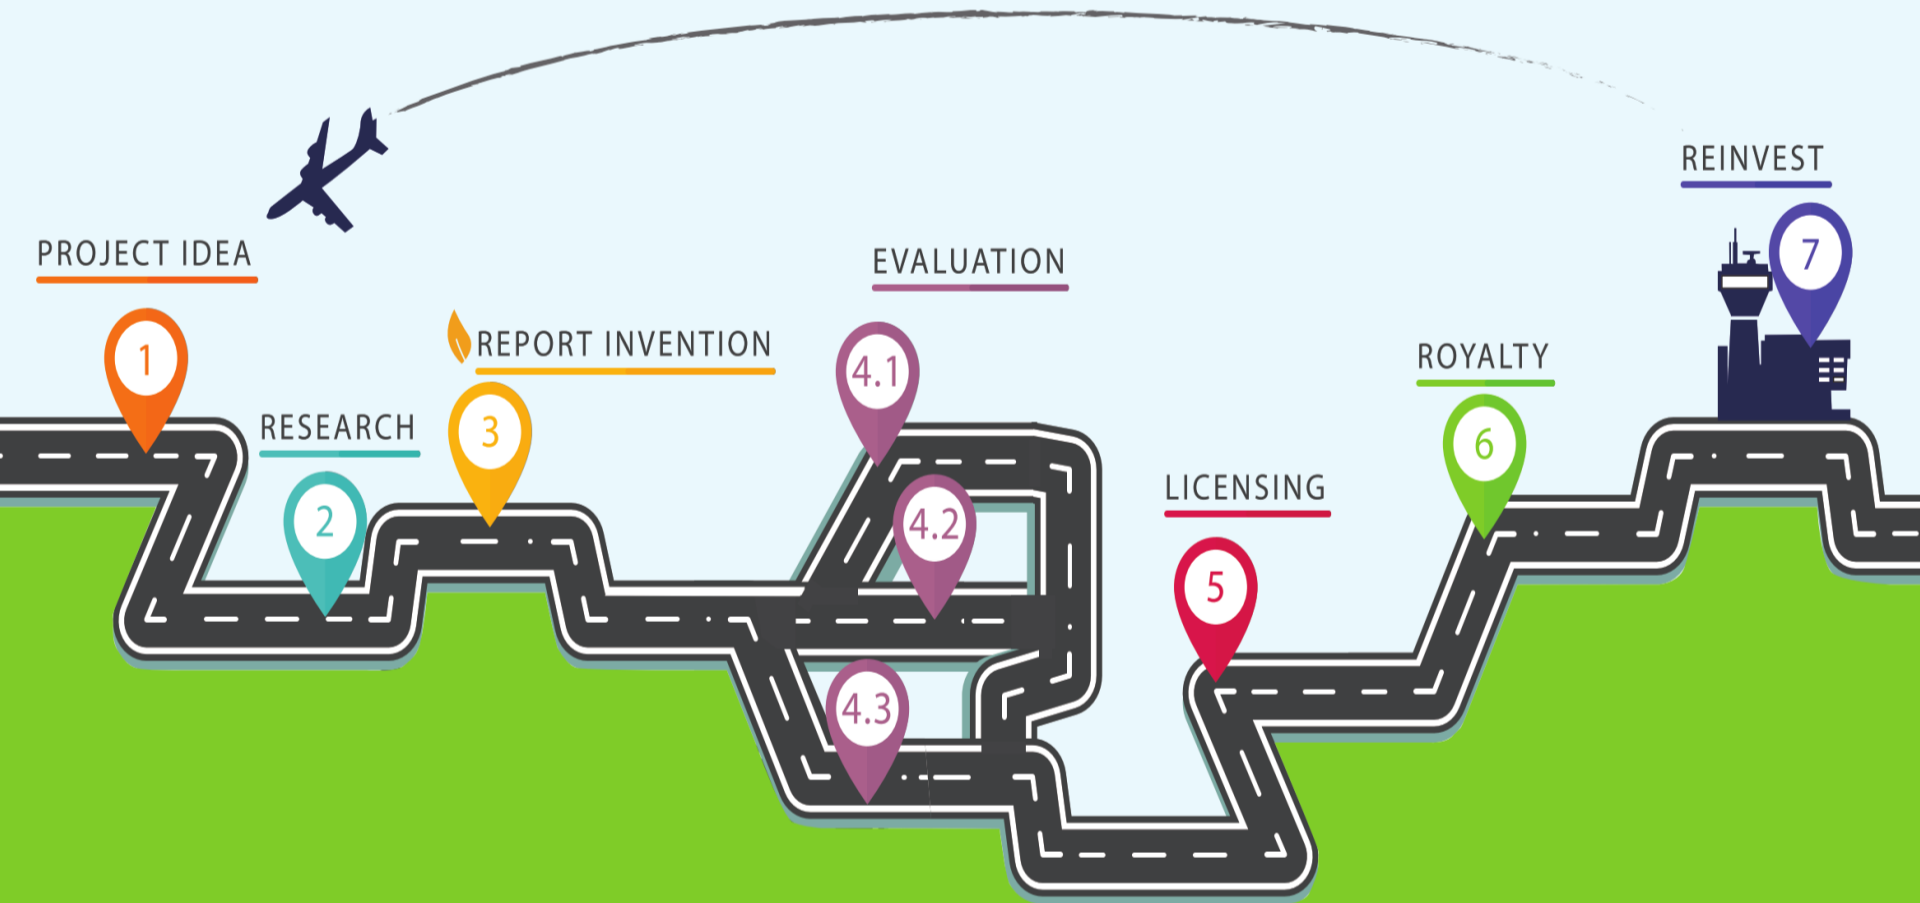 PROJECT IDEA
1
RESEARCH
2
REPORT INVENTION
3
EVALUATION
4.1
4.2
4.3
LICENSING
5
ROYALTY
6
REINVEST
7